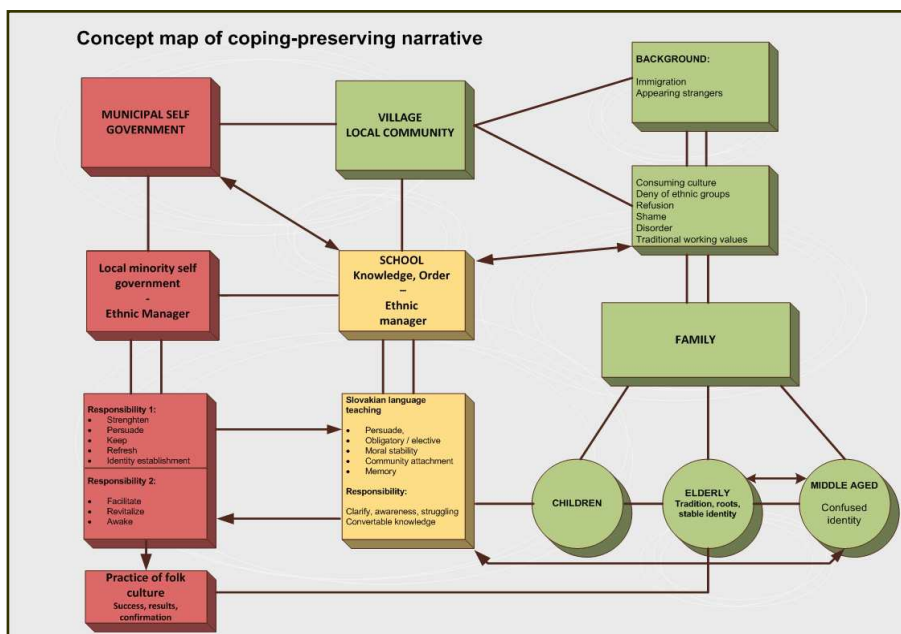 Concept map of coping-preserving narrative
MUNICIPAL SELF
GOVERNMENT
VILLAGE
LOCAL COMMUNITY
BACKGROUND:
Immigration
Appearing strangers
Consuming culture
Deny of ethnic groups
Refusion
Shame
Disorder
Traditional working values
Local minority self
government
-
Ethnic Manager
SCHOOL
Knowledge, Order
–
Ethnic
manager
FAMILY
Responsibility 1:
• Strenghten
• Persuade
• Keep
• Refresh
• Identity establishment
Responsibility 2:
• Facilitate
• Revitalize
• Awake
Slovakian language
teaching
• Persuade,
• Obligatory / elective
• Moral stability
• Community attachment
• Memory
Responsibility:
Clarify, awareness, struggling
Convertable knowledge
CHILDREN
ELDERLY
Tradition, roots,
stable identity
MIDDLE AGED
Confused
identity
Practice of folk
culture
Success, results,
confirmation